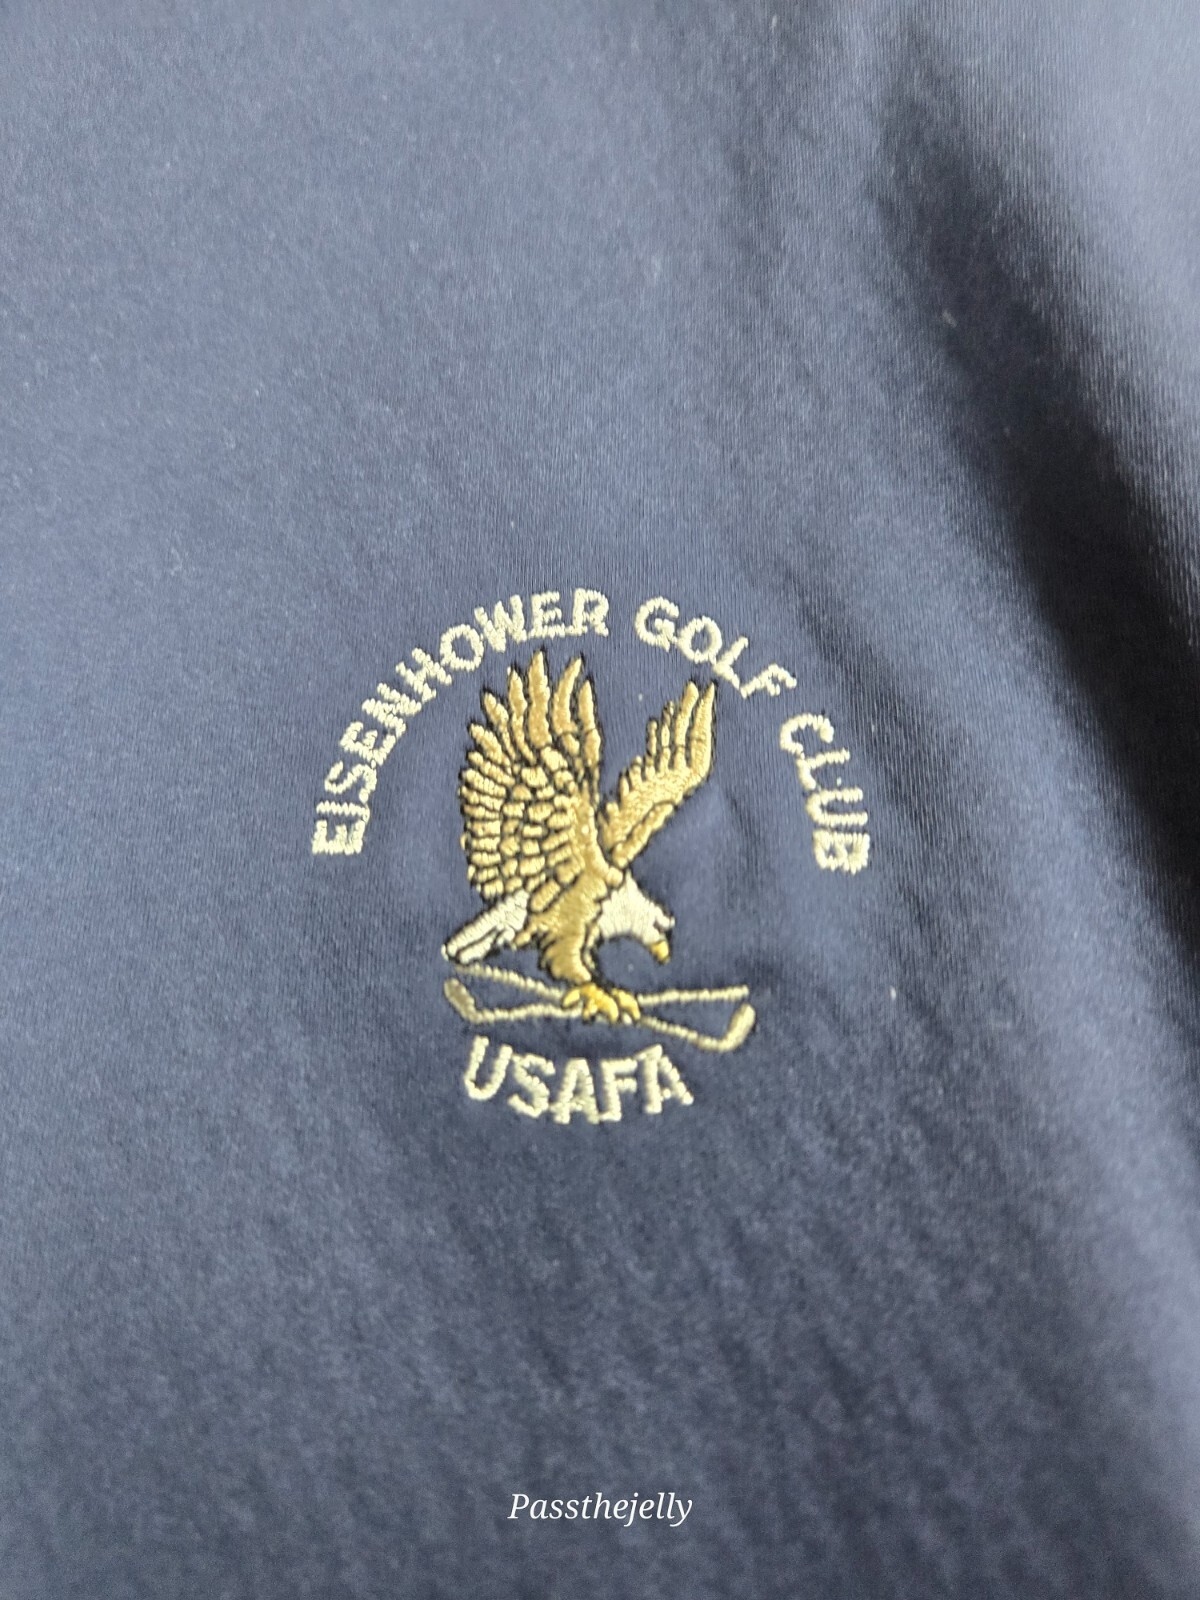 EISENHOWER GOLF CLUB
USAFA
Passthejelly